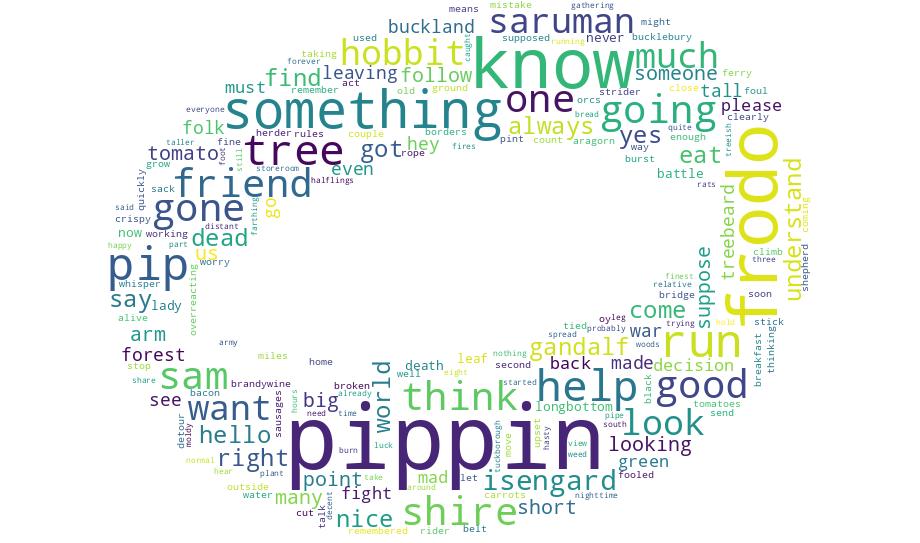 means mistake gathering
saruman might
buckland used supposed never bucklebury
taking hobbit know running much
forever leaving follow caught someone ferry
find remember act old ground strider close tall foul
must something one orcs going please
everyone fine herder rules couple borders always bread yes quite clearly
folk taller tree got hey pint count aragorn way enough
tomato foot still rope fires burst eat treeish
grow quickly storeroom even battle
sack friend halflings rats frodo
said gone go farthing understand coming
crispy distant treebeard
now working dead
happy part us climb
pip worry suppose three shepherd
whisper overreacting finest relative
say lady bridge soon
alive come
arm oy leg trying hold stick
army tied war probably
forest spread gandalf woods breakfast thinking
stop miles home death leaf nothing second back made decision
share sam brandywine broken well eight started black
see bacon sausages hours big already world think help good tomatoes
want need time longbottom send
detour moldy hello luck pippin move tuckborough upset pipe south look
burn hasty view weed looking
normal right plant green
hear point take mad let isengard fooled
outside around carrots nighttime
water many decent fight shire short
cut talk nice belt
remembered rider